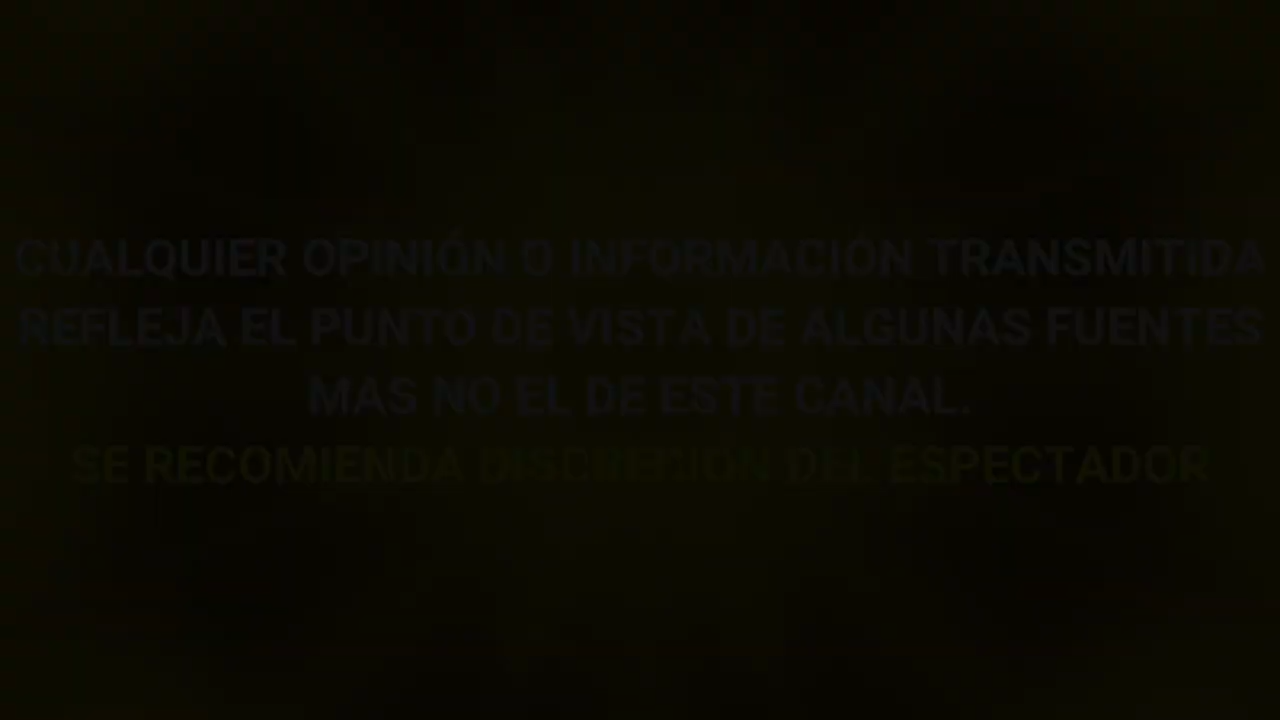 CUALQUIER OPINIÓN O INFORMACIÓN TRANSMITIDA
REFLEJA EL PUNTO DE VISTA DE ALGUNAS FUENTES
MAS NO EL DE ESTE CANAL.
SE RECOMIENDA DISCRECIÓN DEL ESPECTADOR